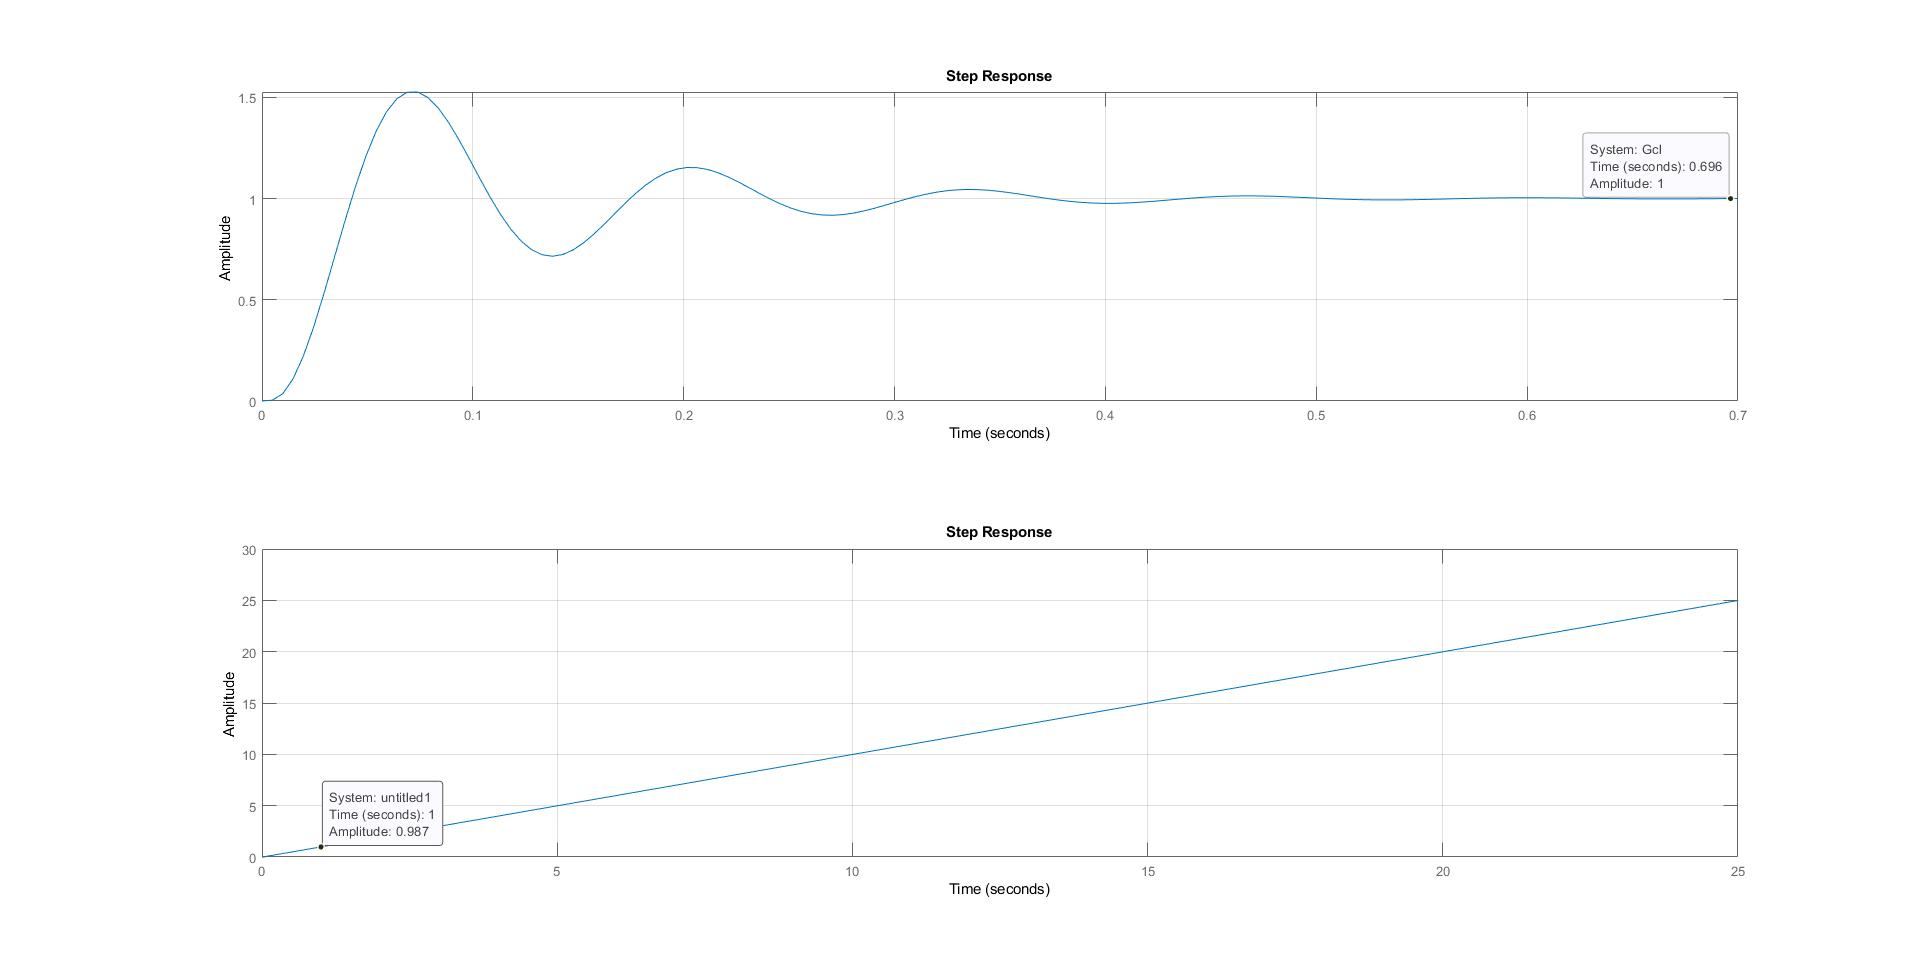 Step Response
1.5
1
0.5
0
Amplitude
System: Gcl
Time (seconds): 0.696
Amplitude: 1
0 0.1 0.2 0.3 0.4 0.5 0.6 0.7
Time (seconds)
Step Response
30
25
20
15
10
5
0
Amplitude
System: untitled1
Time (seconds): 1
Amplitude: 0.987
0 5 10 15 20 25
Time (seconds)